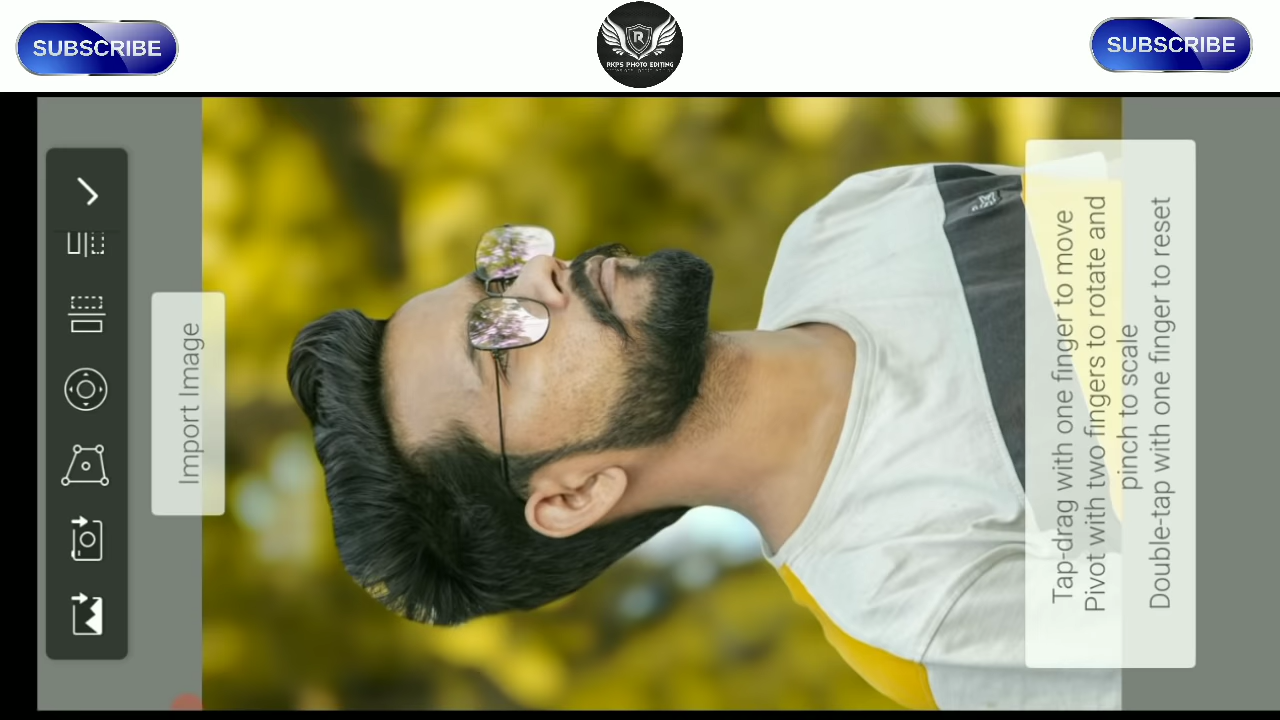 SUBSCRIBE
R
RKPS PHOTO EDITING
SUBSCRIBE
Import Image
Tap-drag with one finger to move
Pivot with two fingers to rotate and
pinch to scale
Double-tap with one finger to reset